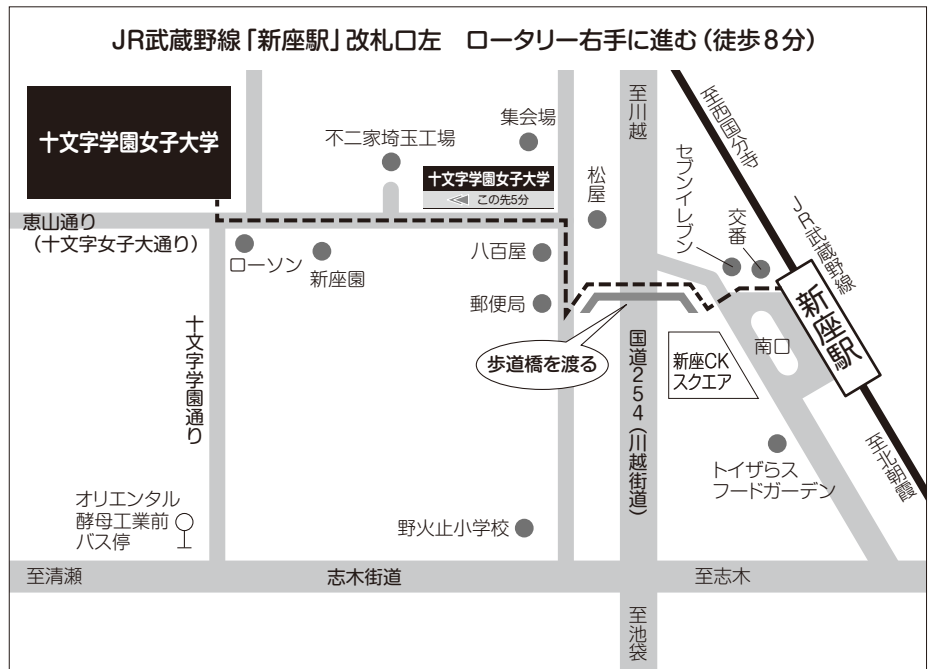 JR武蔵野線「新座駅」改札口左　ロータリー右手に進む（徒歩８分）
十文字学園女子大学
不二家埼玉工場
集会場
十文字学園女子大学
この先5分
松屋
至川越
セブンイレブン
交番
至西国分寺
JR武蔵野線
新座駅
恵山通り
（十文字女子大通り）
ローソン
新座園
八百屋
郵便局
歩道橋を渡る
国道254（川越街道）
新座CK
スクエア
南口
十文字学園通り
トイザらス
フードガーデン
至北朝霞
オリエンタル
酵母工業前
バス停
野火止小学校
至清瀬
志木街道
至志木
至池袋